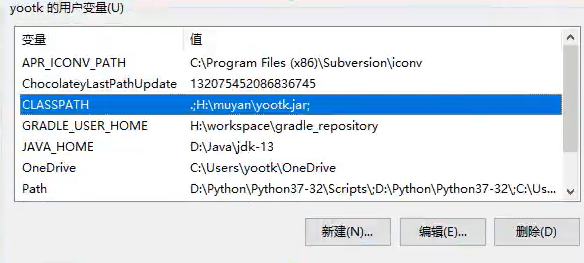 yootk 的用户变量(U)
变量 值
APR_ICONV_PATH C:\Program Files (x86)\Subversion\iconv
ChocolateyLastPathUpdate 132075452086836745
CLASSPATH .;H:\muyan\yootk.jar;
GRADLE_USER_HOME H:\workspace\gradle_repository
JAVA_HOME D:\Java\jdk-13
OneDrive C:\Users\yootk\OneDrive
Path D:\Python\Python37-32\Scripts\;D:\Python\Python37-32\;C:\Us...
新建(N)... 编辑(E)... 删除(D)